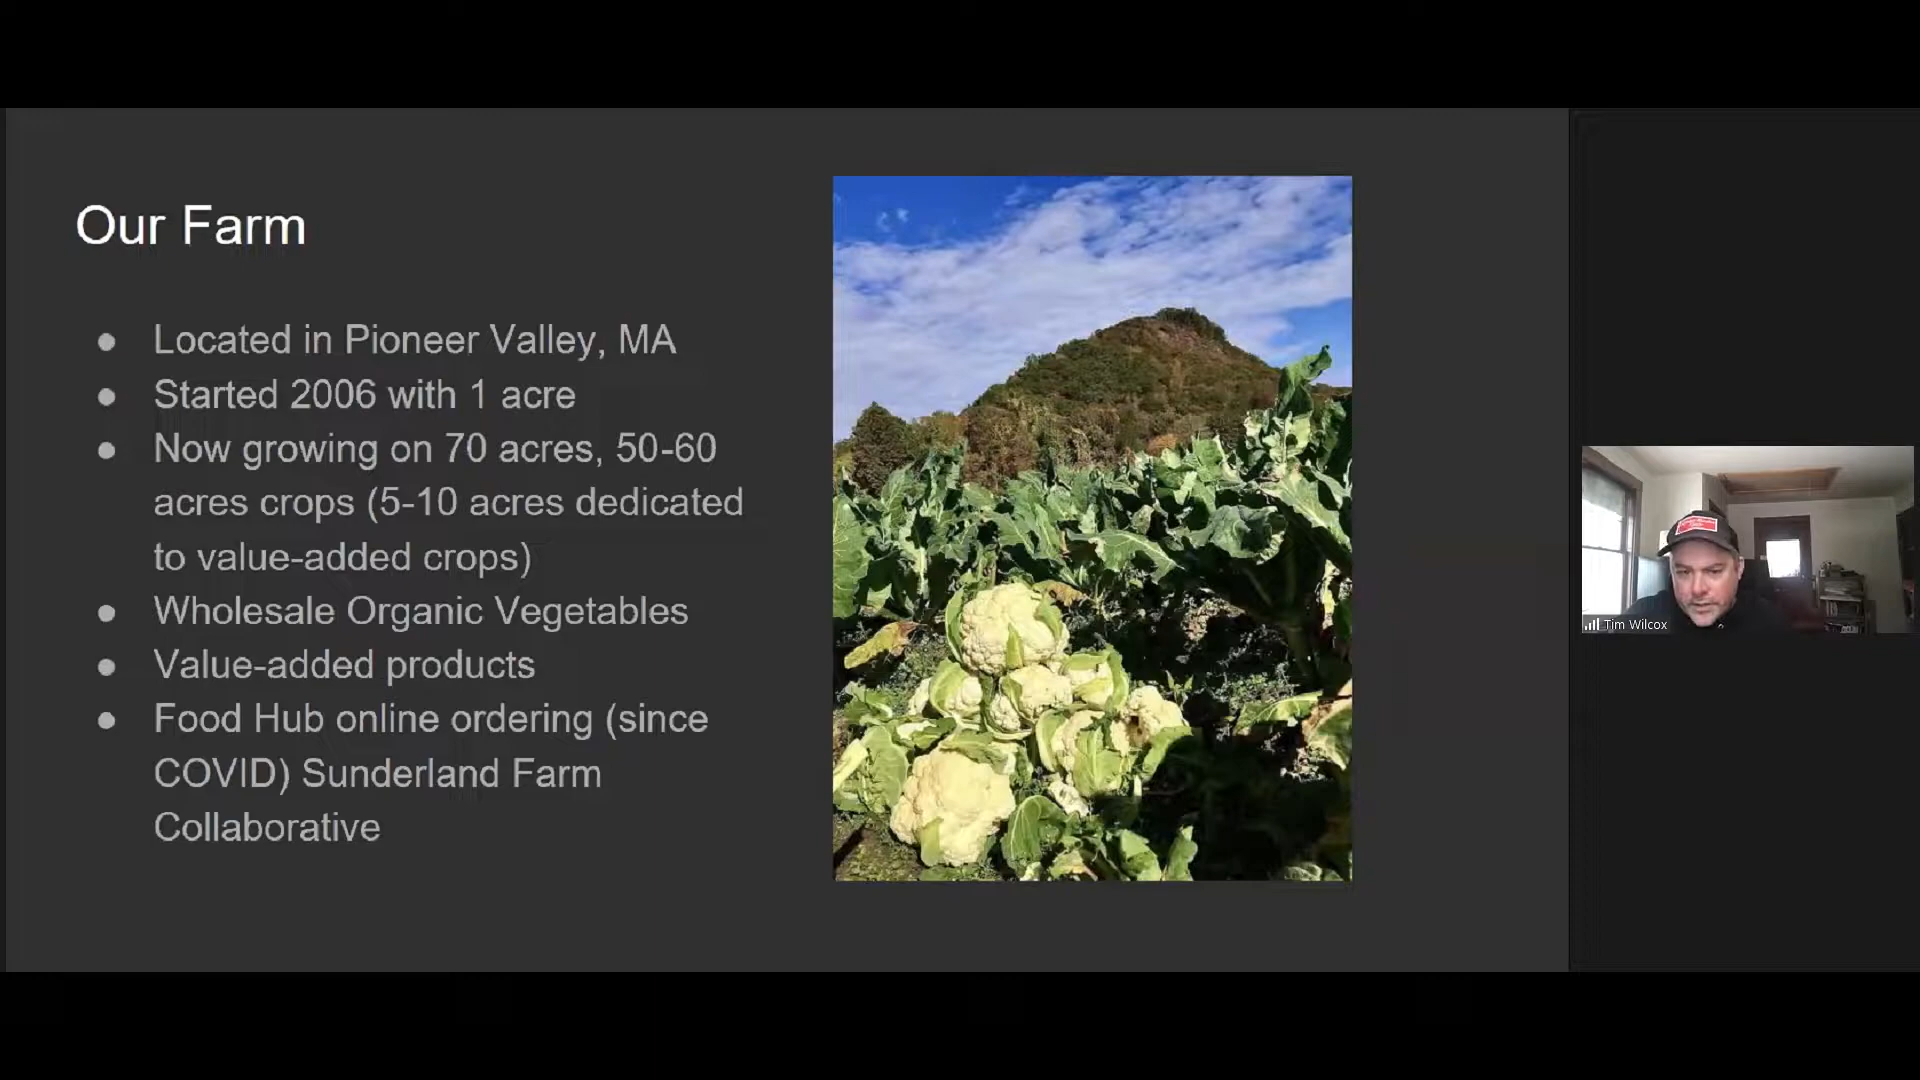 Our Farm
● Located in Pioneer Valley, MA
● Started 2006 with 1 acre
● Now growing on 70 acres, 50-60
acres crops (5-10 acres dedicated
to value-added crops)
● Wholesale Organic Vegetables
● Value-added products
● Food Hub online ordering (since
COVID) Sunderland Farm
Collaborative
Tim Wilcox